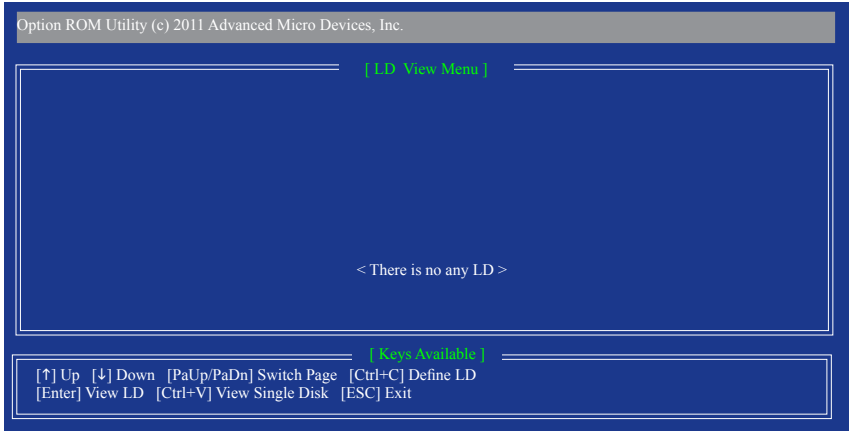 Option ROM Utility (c) 2011 Advanced Micro Devices, Inc.
[ LD  View Menu ]
< There is no any LD >
[ Keys Available ]
[↑] Up  [↓] Down  [PaUp/PaDn] Switch Page  [Ctrl+C] Define LD
[Enter] View LD  [Ctrl+V] View Single Disk  [ESC] Exit